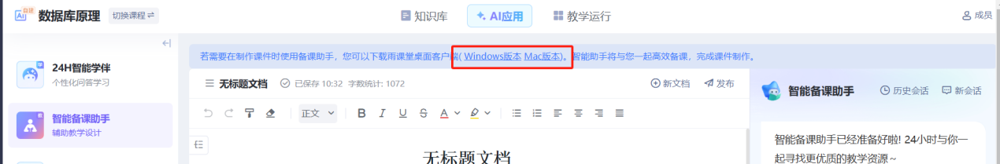 AI 自建 数据库原理 切换课程
知识库 AI应用 教学运行
成员
24H智能学伴
个性化问答学习
智能备课助手
辅助教学设计
若需要在制作课件时使用备课助手，您可以下载雨课堂桌面客户端( Windows版本 Mac版本)。智能助手将与您一起高效备课，完成课件制作。
无标题文档 已保存 10:32 字数统计: 1072 新文档 发布
正文 B I U S A
无标题文档
智能备课助手 历史会话 新会话
智能备课助手已经准备好啦! 24小时与你一
起寻找更优质的教学资源~